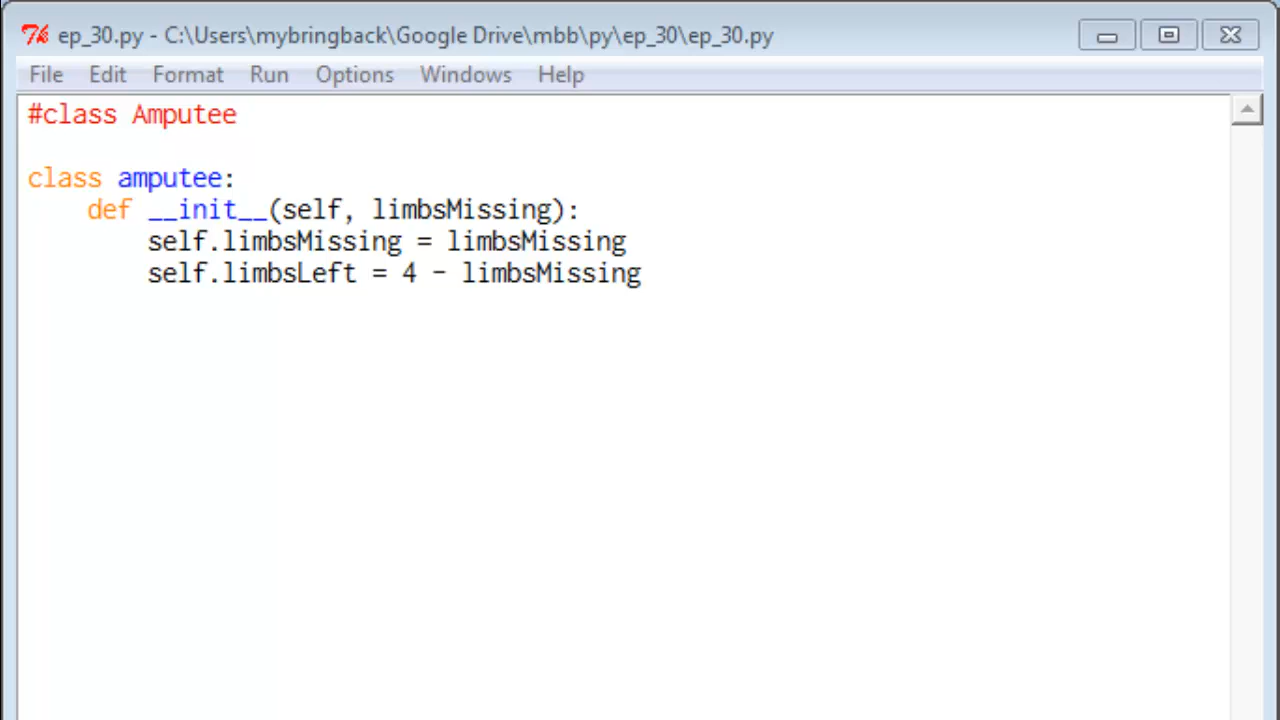 ep_30.py - C:\Users\mybringback\Google Drive\mbb\py\ep_30\ep_30.py
File Edit Format Run Options Windows Help
#class Amputee
class amputee:
    def __init__(self, limbsMissing):
        self.limbsMissing = limbsMissing
        self.limbsLeft = 4 - limbsMissing